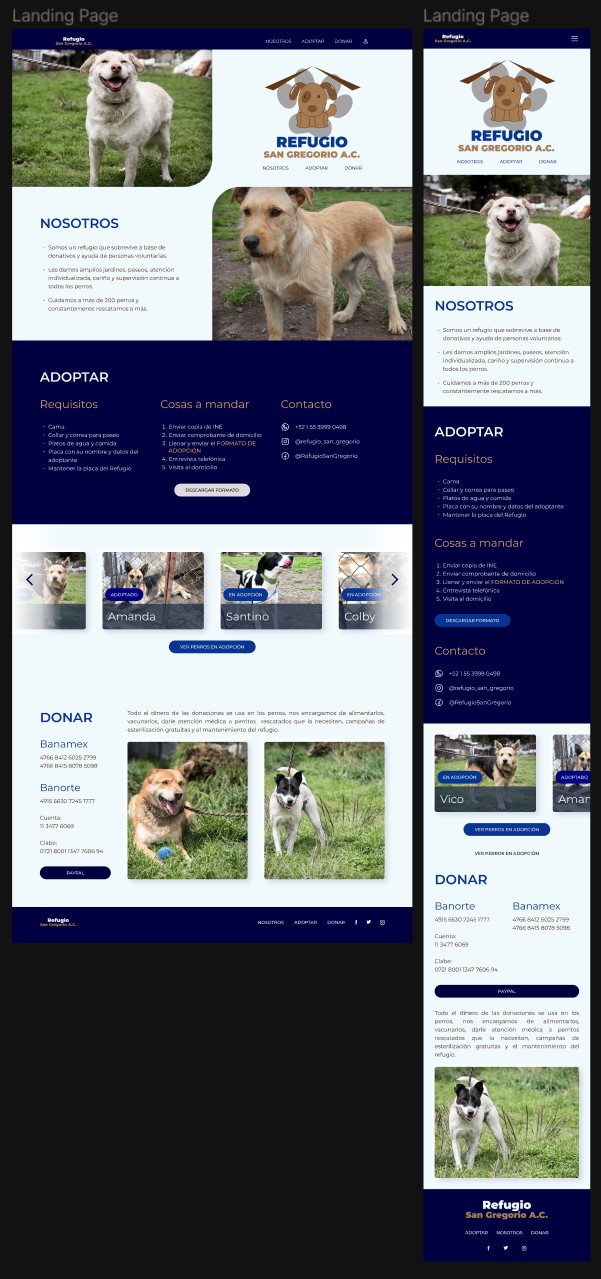 Landing Page
Refugio
San Gregorio A.C.
NOSOTROS ADOPTAR DONAR
REFUGIO
SAN GREGORIO A.C.
NOSOTROS ADOPTAR DONAR
NOSOTROS
- Somos un refugio que sobrevive a base de
donativos y ayuda de personas voluntarias.
- Les damos amplios jardines, paseos, atención
individualizada, cariño y supervisión continua a
todos los perros.
- Cuidamos a más de 200 perros y
constantemente rescatamos a más.
ADOPTAR
Requisitos
- Cama
- Collar y correa para paseo
- Platos de agua y comida
- Placa con su nombre y datos del
adoptante
- Mantener la placa del Refugio
Cosas a mandar
1. Enviar copia de INE
2. Enviar comprobante de domicilio
3. Llenar y enviar el FORMATO DE
ADOPCIÓN
4. Entrevista telefónica
5. Visita al domicilio
DESCARGAR FORMATO
Contacto
+52 1 55 3999 0498
@refugio_san_gregorio
@RefugioSanGregorio
ADOPTADO
Amanda
EN ADOPCIÓN
Santino
EN ADOPCIÓN
Colby
VER PERROS EN ADOPCIÓN
DONAR
Banamex
4766 8412 6025 2799
4766 8415 8078 5098
Banorte
4915 6630 7245 1777
Cuenta:
11 3477 6069
Clabe:
0721 8001 1347 7606 94
PAYPAL
Todo el dinero de las donaciones se usa en los perros, nos encargamos de alimentarlos,
vacunarlos, darle atención médica a perritos rescatados que la necesiten, campañas de
esterilización gratuitas y el mantenimiento del refugio.
Refugio
San Gregorio A.C.
NOSOTROS ADOPTAR DONAR
Landing Page
Refugio
San Gregorio A.C.
REFUGIO
SAN GREGORIO A.C.
NOSOTROS ADOPTAR DONAR
NOSOTROS
- Somos un refugio que sobrevive a base de
donativos y ayuda de personas voluntarias.
- Les damos amplios jardines, paseos, atención
individualizada, cariño y supervisión continua a
todos los perros.
- Cuidamos a más de 200 perros y
constantemente rescatamos a más.
ADOPTAR
Requisitos
- Cama
- Collar y correa para paseo
- Platos de agua y comida
- Placa con su nombre y datos del adoptante
- Mantener la placa del Refugio
Cosas a mandar
1. Enviar copia de INE
2. Enviar comprobante de domicilio
3. Llenar y enviar el FORMATO DE ADOPCIÓN
4. Entrevista telefónica
5. Visita al domicilio
DESCARGAR FORMATO
Contacto
+52 1 55 3999 0498
@refugio_san_gregorio
@RefugioSanGregorio
EN ADOPCIÓN
Vico
ADOPTADO
Aman
VER PERROS EN ADOPCIÓN
VER PERROS EN ADOPCIÓN
DONAR
Banorte
4915 6630 7245 1777
Cuenta:
11 3477 6069
Clabe:
0721 8001 1347 7606 94
Banamex
4766 8412 6025 2799
4766 8415 8078 5098
PAYPAL
Todo el dinero de las donaciones se usa en los
perros, nos encargamos de alimentarlos,
vacunarlos, darle atención médica a perritos
rescatados que la necesiten, campañas de
esterilización gratuitas y el mantenimiento del
refugio.
Refugio
San Gregorio A.C.
ADOPTAR NOSOTROS DONAR